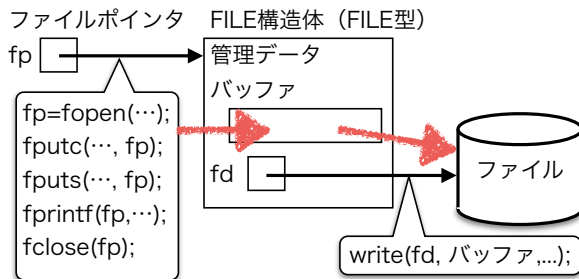 ファイルポインタ
FILE構造体（FILE型）
fp
管理データ
バッファ
fp=fopen(…);
fputc(…, fp);
fputs(…, fp);
fprintf(fp,…);
fclose(fp);
fd
ファイル
write(fd, バッファ,...);